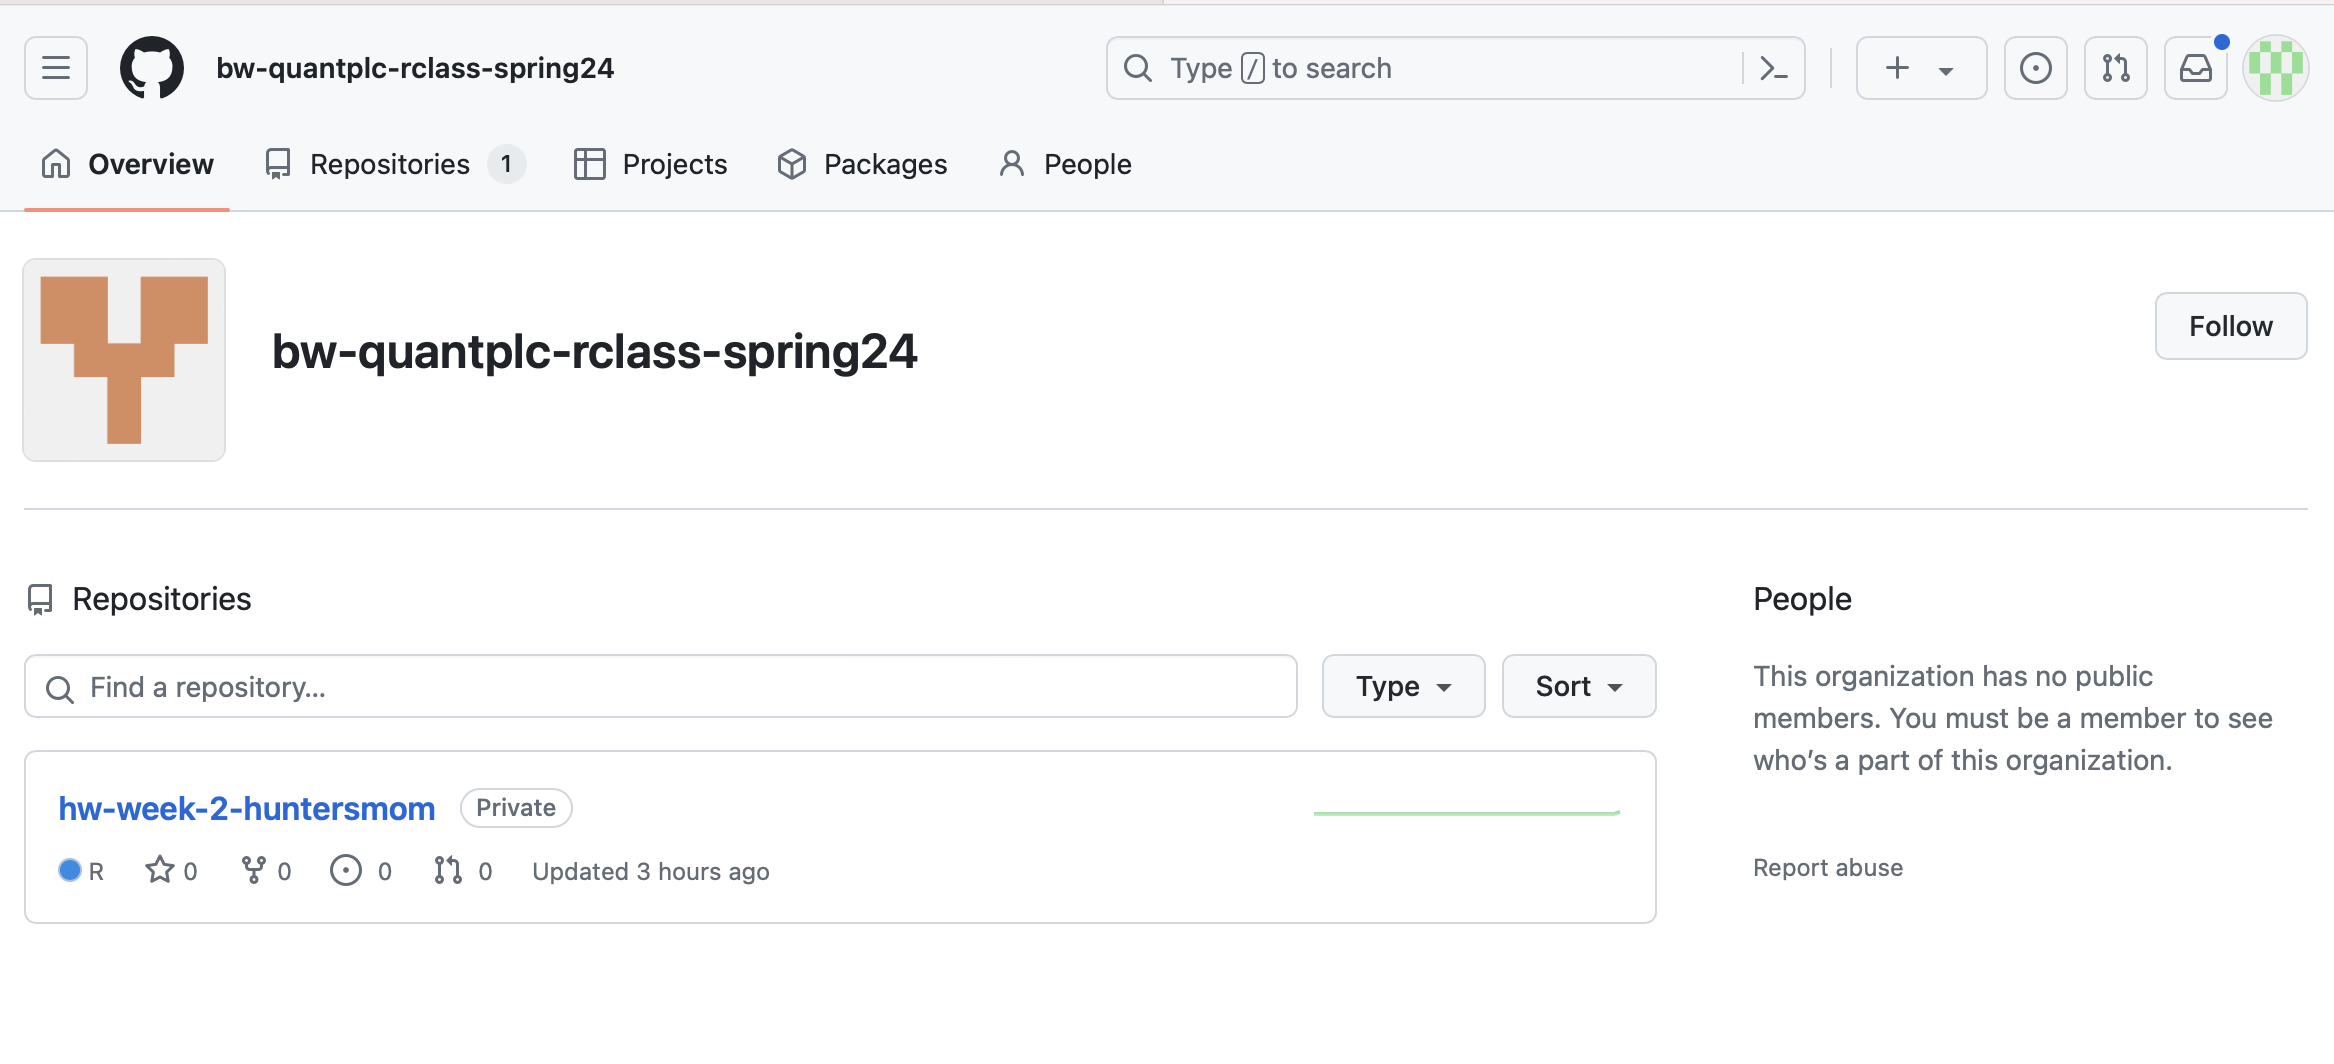 bw-quantplc-rclass-spring24
Type / to search
Overview
Repositories 1
Projects
Packages
People
bw-quantplc-rclass-spring24
Follow
Repositories
Find a repository...
Type
Sort
hw-week-2-huntersmom Private
R 0 0 0 0 Updated 3 hours ago
People
This organization has no public
members. You must be a member to see
who's a part of this organization.
Report abuse